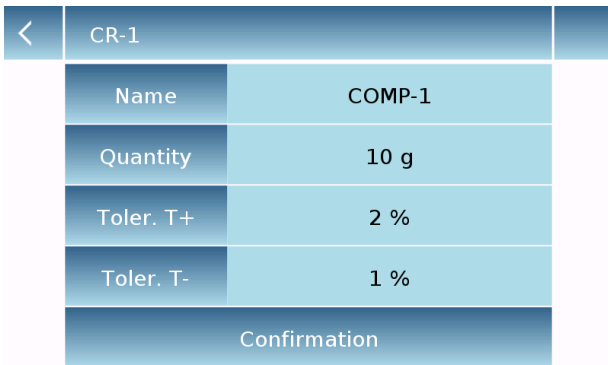 CR-1
Name COMP-1
Quantity 10 g
Toler. T+ 2 %
Toler. T- 1 %
Confirmation